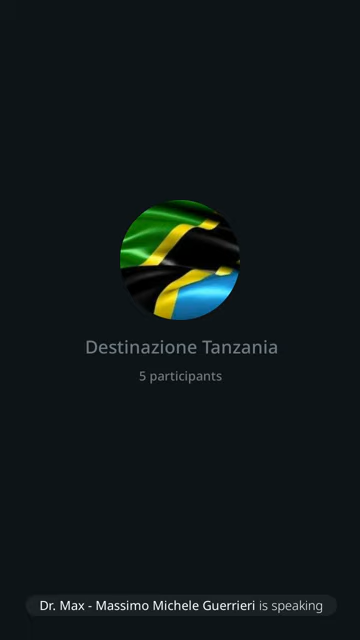 Destinazione Tanzania
5 participants
Dr. Max - Massimo Michele Guerrieri is speaking